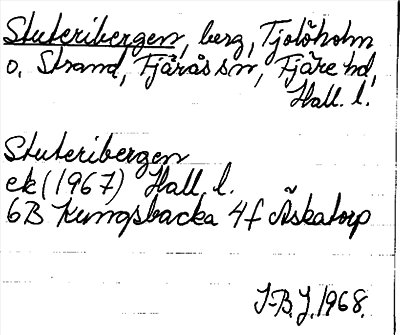 Stuteribergen, berg, Tjolöholm
o. Strand, Fjärås sn, Fjäre hd,
Hall. l.
Stuteribergen
ek (1967) Hall. l.
6B Kungsbacka 4f Åskatorp
I-B.J. 1968.